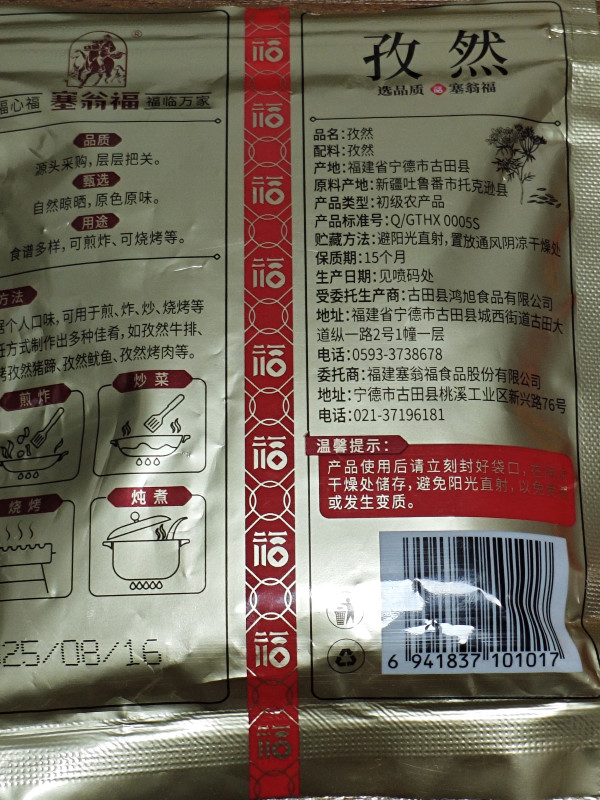 ®
福心福 塞翁福 福临万家
品质
源头采购,层层把关。
甄选
自然晾晒,原色原味。
用途
食谱多样,可煎炸、可烧烤等。
方法
个人口味,可用于煎、炸、炒、烧烤等
方式制作出多种佳肴,如孜然牛排、
烤孜然猪蹄、孜然鱿鱼、孜然烤肉等。
煎炸
炒菜
烧烤
炖煮
25/08/16
福
福
福
福
福
福
福
福
福
孜然
选品质 福 塞翁福
品名:孜然
配料:孜然
产地:福建省宁德市古田县
原料产地:新疆吐鲁番市托克逊县
产品类型:初级农产品
产品标准号:Q/GTHX 0005S
贮藏方法:避阳光直射,置放通风阴凉干燥处
保质期:15个月
生产日期:见喷码处
受委托生产商:古田县鸿旭食品有限公司
地址:福建省宁德市古田县城西街道古田大
道纵一路2号1幢一层
电话:0593-3738678
委托商:福建塞翁福食品股份有限公司
地址:宁德市古田县桃溪工业区新兴路76号
电话:021-37196181
温馨提示:
产品使用后请立刻封好袋口,
干燥处储存,避免阳光直射,以免
或发生变质。
6 941837 101017